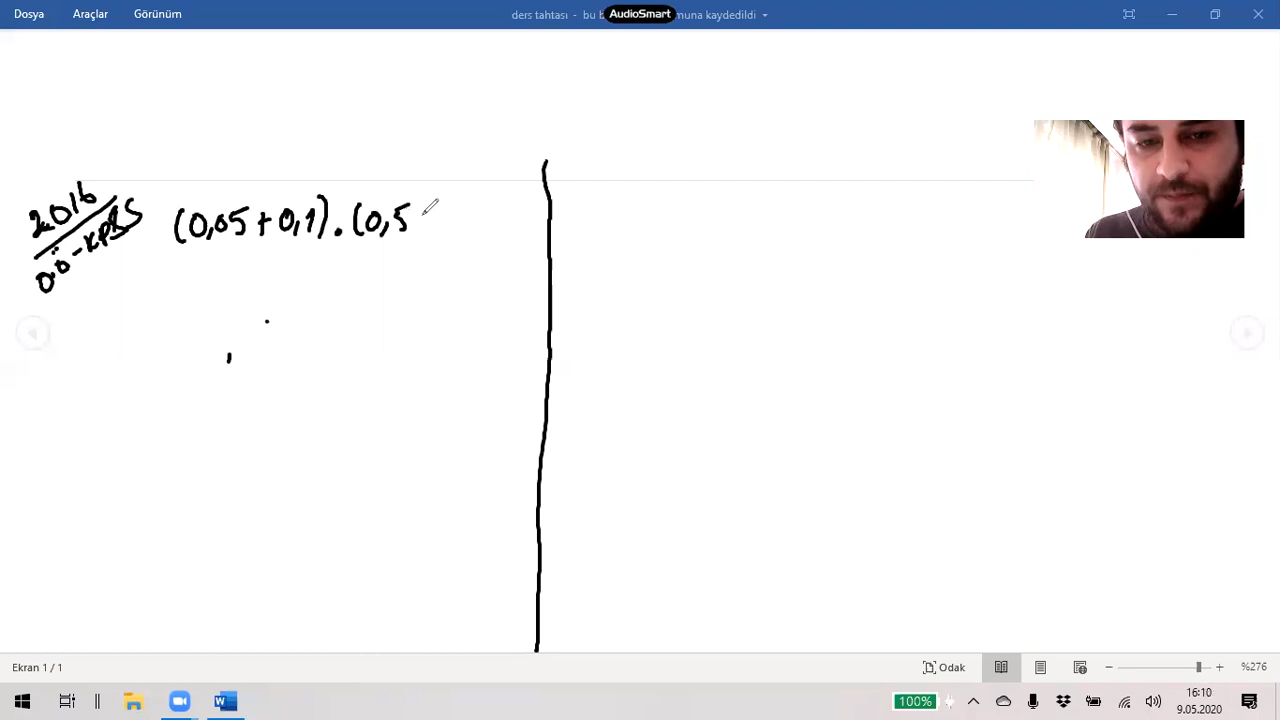 Dosya Araçlar Görünüm
ders tahtası - bu b AudioSmart muna kaydedildi
2016
Ö.Ö-KPSS
(0,05+0,1).(0,5
Ekran 1 / 1
Odak
%276
100%
16:10
9.05.2020